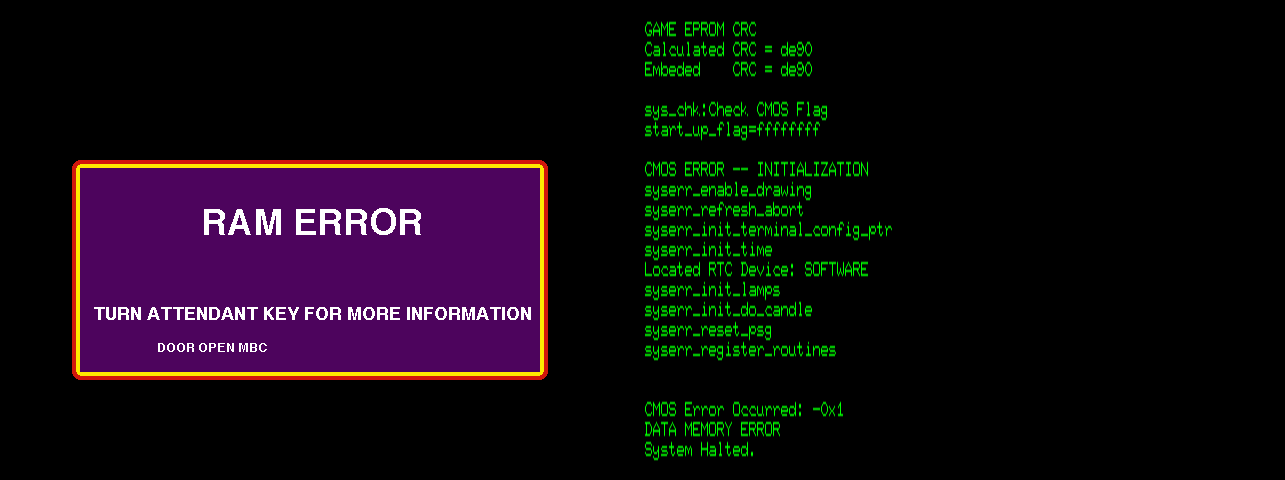 RAM ERROR
TURN ATTENDANT KEY FOR MORE INFORMATION
DOOR OPEN MBC
GAME EPROM CRC
Calculated CRC = de90
Embeded    CRC = de90
sys_chk:Check CMOS Flag
start_up_flag=ffffffff
CMOS ERROR -- INITIALIZATION
syserr_enable_drawing
syserr_refresh_abort
syserr_init_terminal_config_ptr
syserr_init_time
Located RTC Device: SOFTWARE
syserr_init_lamps
syserr_init_do_candle
syserr_reset_psg
syserr_register_routines
CMOS Error Occurred: -0x1
DATA MEMORY ERROR
System Halted.